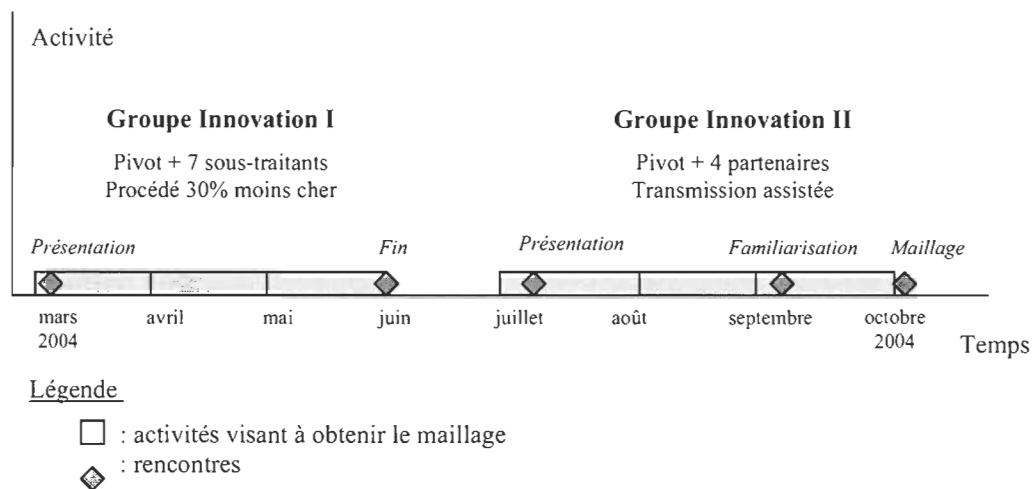 Activité
Groupe Innovation I
Pivot + 7 sous-traitants
Procédé 30% moins cher
Groupe Innovation II
Pivot + 4 partenaires
Transmission assistée
Présentation
Fin
Présentation
Familiarisation
Maillage
mars
2004
avril
mai
juin
juillet
août
septembre
octobre
2004
Temps
Légende
: activités visant à obtenir le maillage
: rencontres